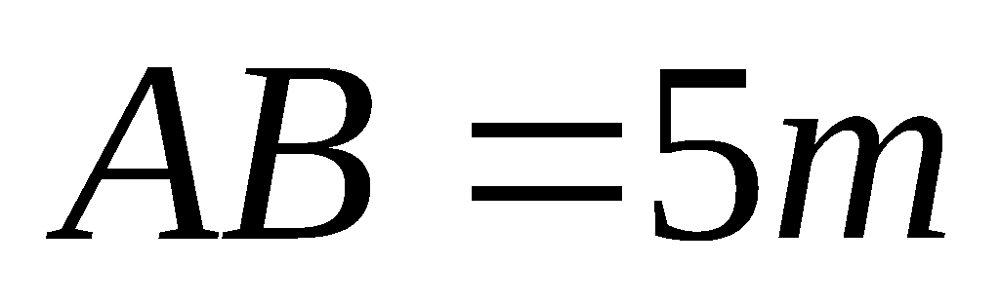 AB = 5m